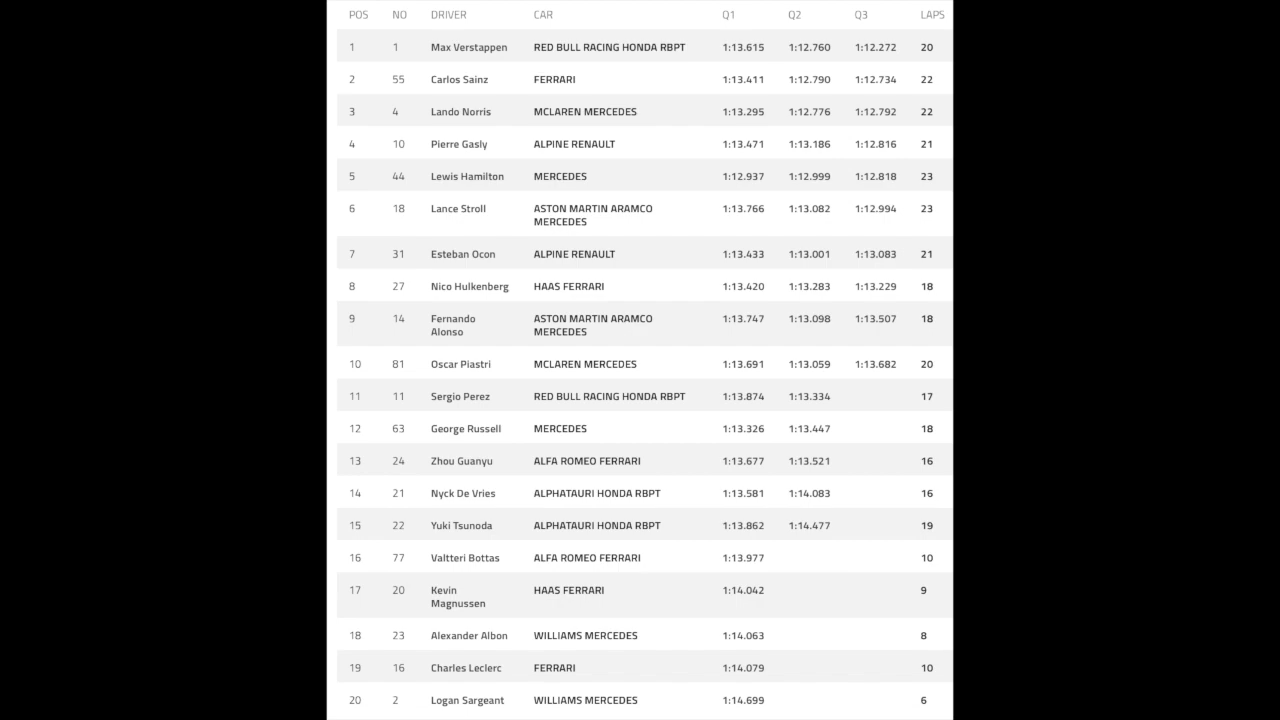 POS NO DRIVER CAR Q1 Q2 Q3 LAPS
1 1 Max Verstappen RED BULL RACING HONDA RBPT 1:13.615 1:12.760 1:12.272 20
2 55 Carlos Sainz FERRARI 1:13.411 1:12.790 1:12.734 22
3 4 Lando Norris MCLAREN MERCEDES 1:13.295 1:12.776 1:12.792 22
4 10 Pierre Gasly ALPINE RENAULT 1:13.471 1:13.186 1:12.816 21
5 44 Lewis Hamilton MERCEDES 1:12.937 1:12.999 1:12.818 23
6 18 Lance Stroll ASTON MARTIN ARAMCO 1:13.766 1:13.082 1:12.994 23
MERCEDES
7 31 Esteban Ocon ALPINE RENAULT 1:13.433 1:13.001 1:13.083 21
8 27 Nico Hulkenberg HAAS FERRARI 1:13.420 1:13.283 1:13.229 18
9 14 Fernando ASTON MARTIN ARAMCO 1:13.747 1:13.098 1:13.507 18
Alonso MERCEDES
10 81 Oscar Piastri MCLAREN MERCEDES 1:13.691 1:13.059 1:13.682 20
11 11 Sergio Perez RED BULL RACING HONDA RBPT 1:13.874 1:13.334 17
12 63 George Russell MERCEDES 1:13.326 1:13.447 18
13 24 Zhou Guanyu ALFA ROMEO FERRARI 1:13.677 1:13.521 16
14 21 Nyck De Vries ALPHATAURI HONDA RBPT 1:13.581 1:14.083 16
15 22 Yuki Tsunoda ALPHATAURI HONDA RBPT 1:13.862 1:14.477 19
16 77 Valtteri Bottas ALFA ROMEO FERRARI 1:13.977 10
17 20 Kevin HAAS FERRARI 1:14.042 9
Magnussen
18 23 Alexander Albon WILLIAMS MERCEDES 1:14.063 8
19 16 Charles Leclerc FERRARI 1:14.079 10
20 2 Logan Sargeant WILLIAMS MERCEDES 1:14.699 6